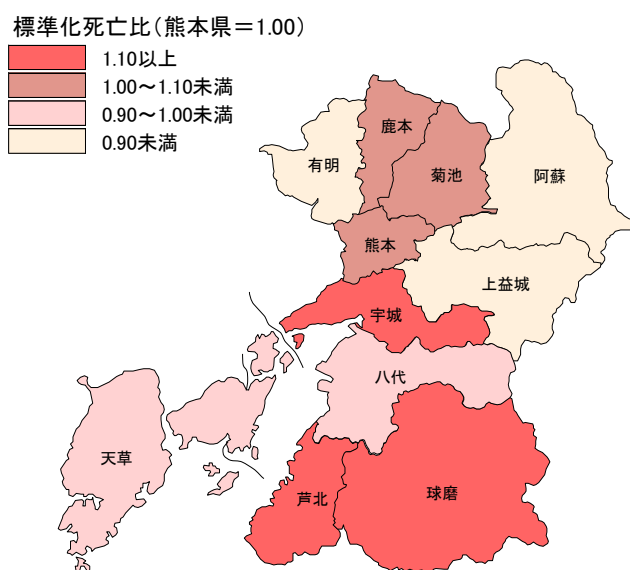 標準化死亡比(熊本県=1.00)
1.10以上
1.00~1.10未満
0.90~1.00未満
0.90未満
鹿本
有明
菊池
阿蘇
熊本
上益城
宇城
八代
天草
芦北
球磨